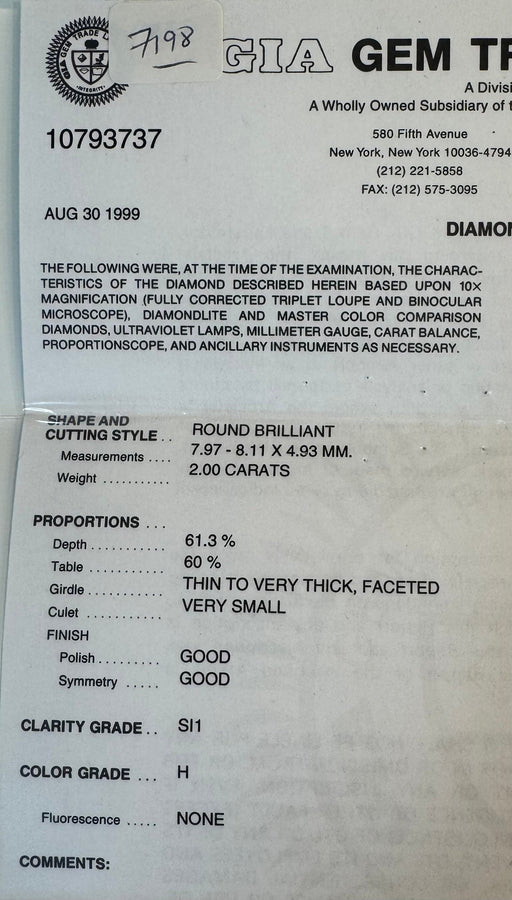 7198
GIA GEM TR
A Divisi
A Wholly Owned Subsidiary of t
10793737
580 Fifth Avenue
New York, New York 10036-4794
(212) 221-5858
FAX: (212) 575-3095
AUG 30 1999
DIAMON
THE FOLLOWING WERE, AT THE TIME OF THE EXAMINATION, THE CHARAC-
TERISTICS OF THE DIAMOND DESCRIBED HEREIN BASED UPON 10×
MAGNIFICATION (FULLY CORRECTED TRIPLET LOUPE AND BINOCULAR
MICROSCOPE), DIAMONDLITE AND MASTER COLOR COMPARISON
DIAMONDS, ULTRAVIOLET LAMPS, MILLIMETER GAUGE, CARAT BALANCE,
PROPORTIONSCOPE, AND ANCILLARY INSTRUMENTS AS NECESSARY.
SHAPE AND
CUTTING STYLE . . ROUND BRILLIANT
Measurements .... 7.97 - 8.11 X 4.93 MM.
Weight ........... 2.00 CARATS
PROPORTIONS ...
Depth ........... 61.3 %
Table ........... 60 %
Girdle ........... THIN TO VERY THICK, FACETED
Culet ........... VERY SMALL
FINISH
Polish ......... GOOD
Symmetry ..... GOOD
CLARITY GRADE . . SI1
COLOR GRADE ... H
Fluorescence ..... NONE
COMMENTS: